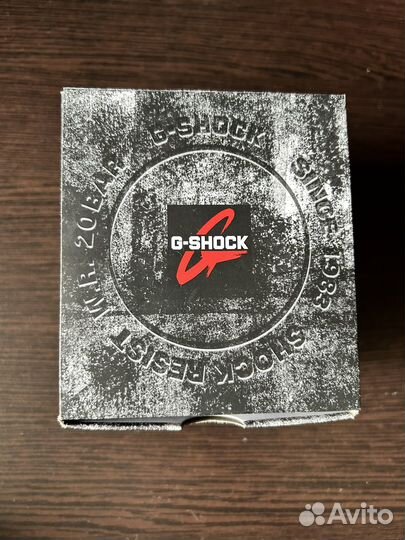 G-SHOCK
SINCE 1983
SHOCK RESIST
W.R. 20BAR
G-SHOCK
Avito